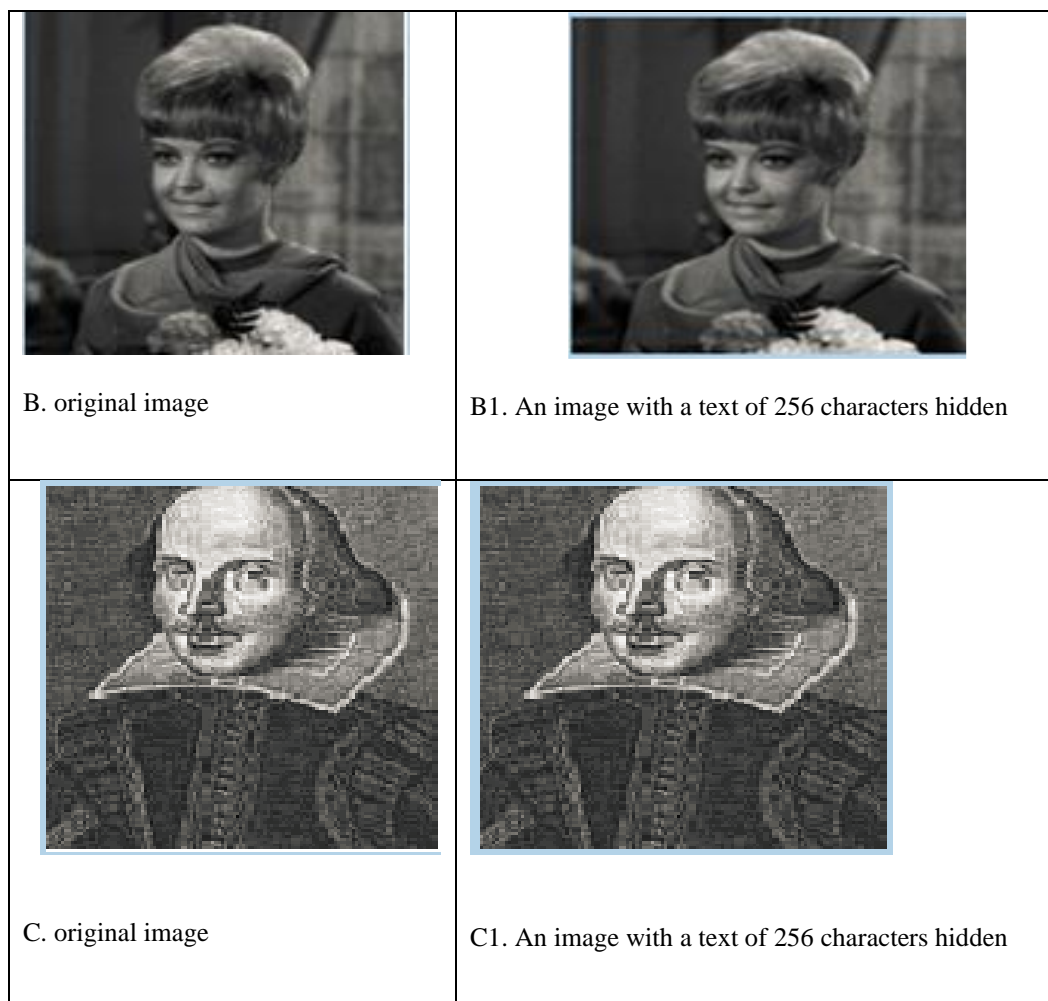 B. original image
B1. An image with a text of 256 characters hidden
C. original image
C1. An image with a text of 256 characters hidden